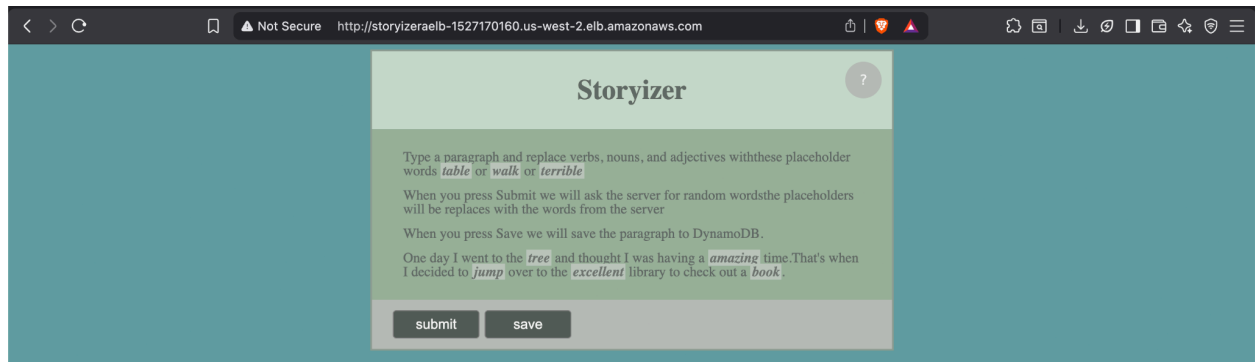 Not Secure http://storyizeraelb-1527170160.us-west-2.elb.amazonaws.com
Storyizer
?
Type a paragraph and replace verbs, nouns, and adjectives withthese placeholder
words table or walk or terrible
When you press Submit we will ask the server for random wordsthe placeholders
will be replaces with the words from the server
When you press Save we will save the paragraph to DynamoDB.
One day I went to the tree and thought I was having a amazing time.That's when
I decided to jump over to the excellent library to check out a book.
submit save